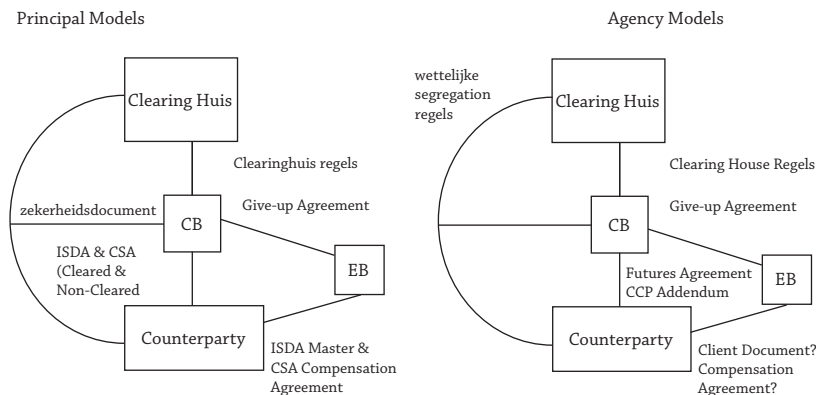 Principal Models
Clearing Huis
Clearinghuis regels
zekerheidsdocument
CB
Give-up Agreement
ISDA & CSA
(Cleared &
Non-Cleared
EB
Counterparty
ISDA Master &
CSA Compensation
Agreement
Agency Models
wettelijke
segregation
regels
Clearing Huis
Clearing House Regels
CB
Give-up Agreement
Futures Agreement
CCP Addendum
EB
Counterparty
Client Document?
Compensation
Agreement?